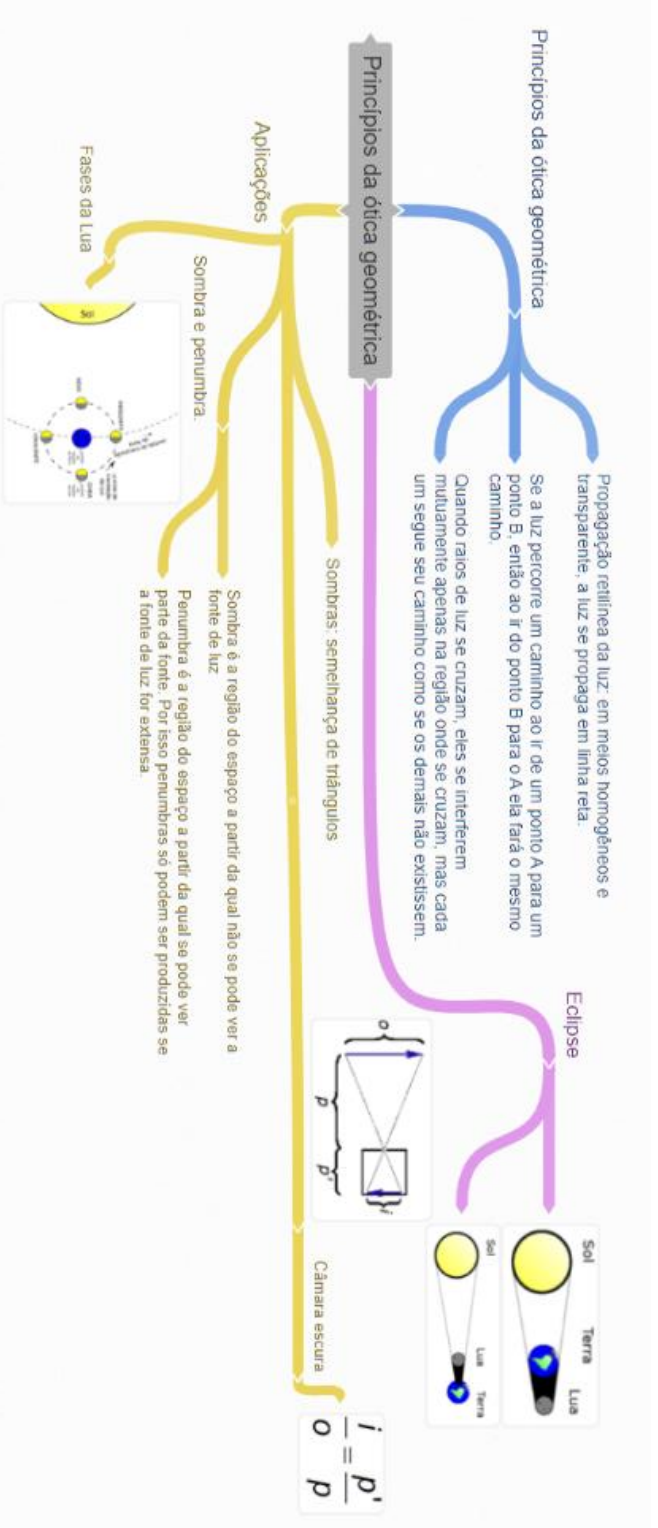 Princípios da ótica geométrica
Princípios da ótica geométrica
Propagação retilínea da luz: em meios homogêneos e
transparente, a luz se propaga em linha reta.
Se a luz percorre um caminho ao ir de um ponto A para um
ponto B, então ao ir do ponto B para o A ela fará o mesmo
caminho.
Quando raios de luz se cruzam, eles se interferem
mutuamente apenas na região onde se cruzam, mas cada
um segue seu caminho como se os demais não existissem.
Eclipse
Sol Terra Lua
Sol Lua Terra
Aplicações
Sombras: semelhança de triângulos
Sombra e penumbra.
Sombra é a região do espaço a partir da qual não se pode ver a
fonte de luz
Penumbra é a região do espaço a partir da qual se pode ver
parte da fonte. Por isso penumbras só podem ser produzidas se
a fonte de luz for extensa.
Fases da Lua
Sol
Câmara escura
o p p' i
i/o = p'/p